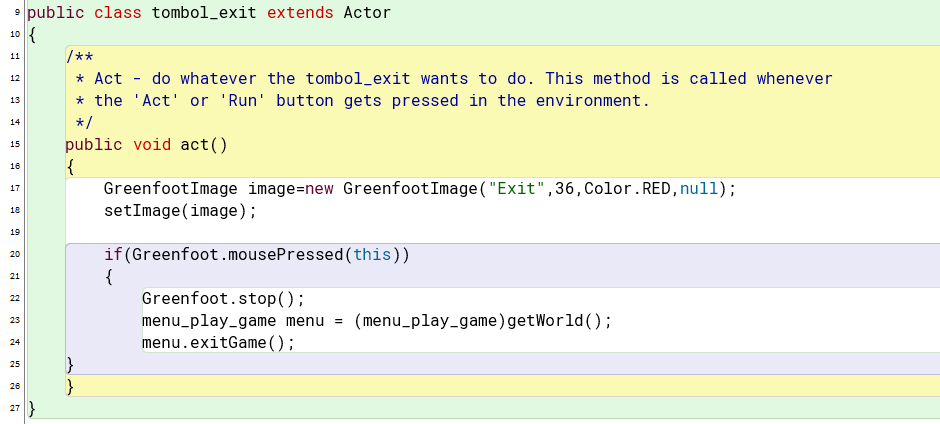 9 public class tombol_exit extends Actor
10 {
11 /**
12 * Act - do whatever the tombol_exit wants to do. This method is called whenever
13 * the 'Act' or 'Run' button gets pressed in the environment.
14 */
15 public void act()
16 {
17 GreenfootImage image=new GreenfootImage("Exit",36,Color.RED,null);
18 setImage(image);
19
20 if(Greenfoot.mousePressed(this))
21 {
22 Greenfoot.stop();
23 menu_play_game menu = (menu_play_game)getWorld();
24 menu.exitGame();
25 }
26 }
27 }